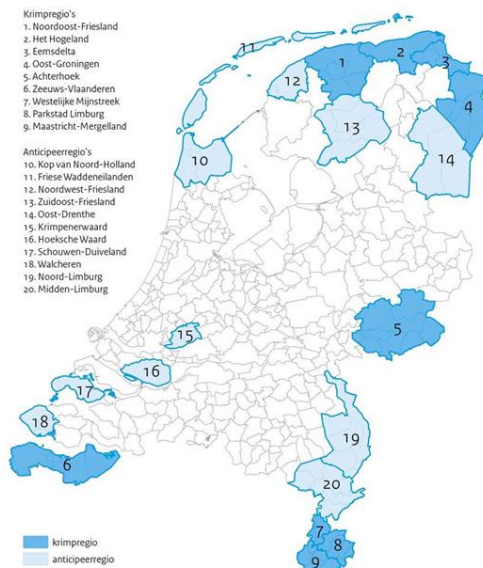 Krimpregio's
1. Noordoost-Friesland
2. Het Hogeland
3. Eemsdelta
4. Oost-Groningen
5. Achterhoek
6. Zeeuws-Vlaanderen
7. Westelijke Mijnstreek
8. Parkstad Limburg
9. Maastricht-Mergelland
Anticipeerregio's
10. Kop van Noord-Holland
11. Friese Waddeneilanden
12. Noordwest-Friesland
13. Zuidoost-Friesland
14. Oost-Drenthe
15. Krimpenerwaard
16. Hoeksche Waard
17. Schouwen-Duiveland
18. Walcheren
19. Noord-Limburg
20. Midden-Limburg
11
12
1
2
3
4
13
14
10
5
15
16
17
18
6
19
20
7
8
9
krimpregio
anticipeerregio